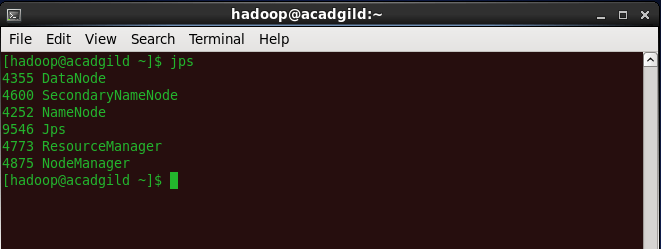 hadoop@acadgild:~
File Edit View Search Terminal Help
[hadoop@acadgild ~]$ jps
4355 DataNode
4600 SecondaryNameNode
4252 NameNode
9546 Jps
4773 ResourceManager
4875 NodeManager
[hadoop@acadgild ~]$